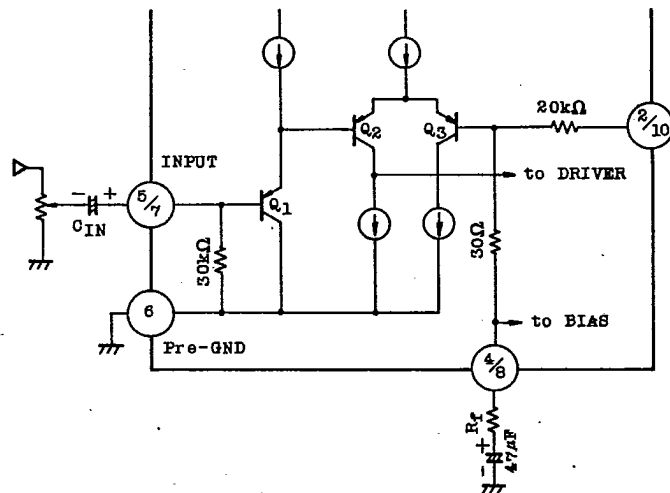 Q2
Q3
20kΩ
2/10
INPUT
to DRIVER
- +
5/7
Q1
CIN
30kΩ
30Ω
6
to BIAS
Pre-GND
4/8
Rf
+
47μF
-